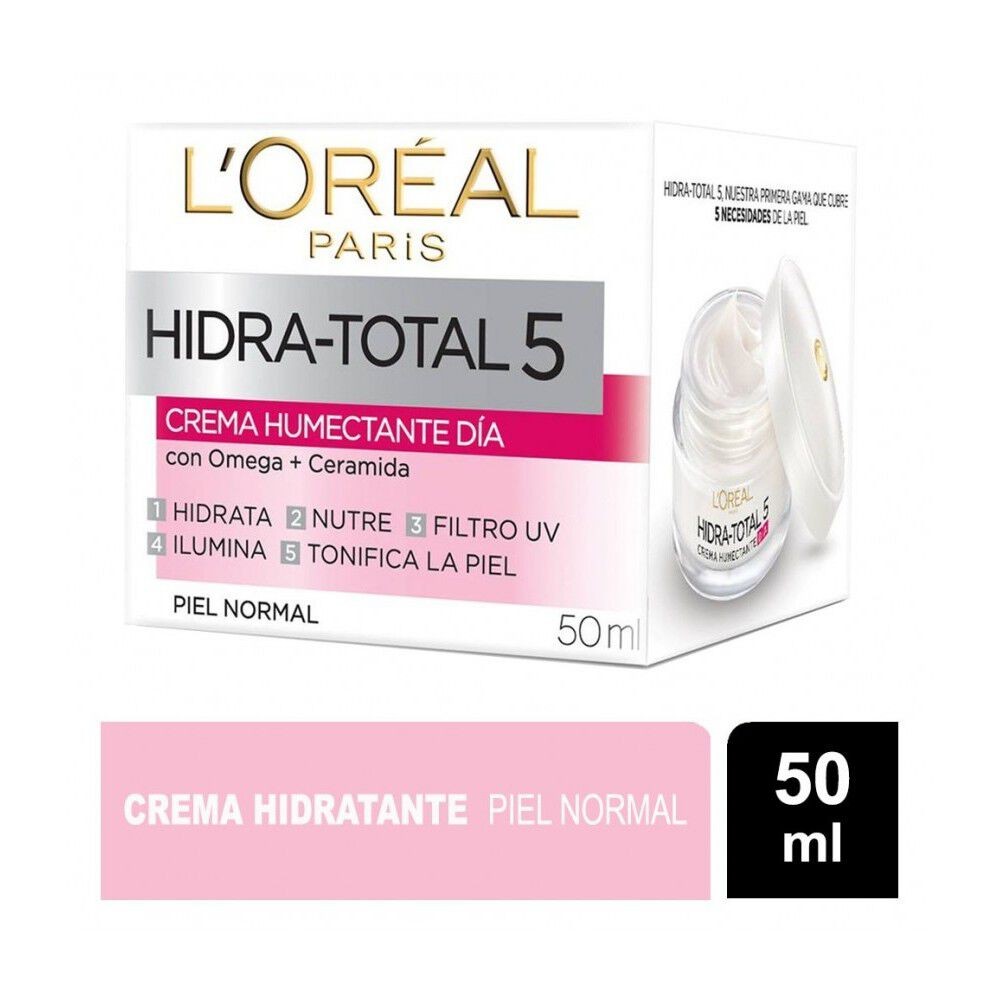 L'ORÉAL
PARiS
HIDRA-TOTAL 5
CREMA HUMECTANTE DÍA
con Omega + Ceramida
1 HIDRATA 2 NUTRE 3 FILTRO UV
4 ILUMINA 5 TONIFICA LA PIEL
PIEL NORMAL
50ml
HIDRA-TOTAL 5, NUESTRA PRIMERA GAMA QUE CUBRE
5 NECESIDADES DE LA PIEL.
L'ORÉAL
PARIS
HIDRA-TOTAL 5
CREMA HUMECTANTE DÍA
CREMA HIDRATANTE PIEL NORMAL
50
ml